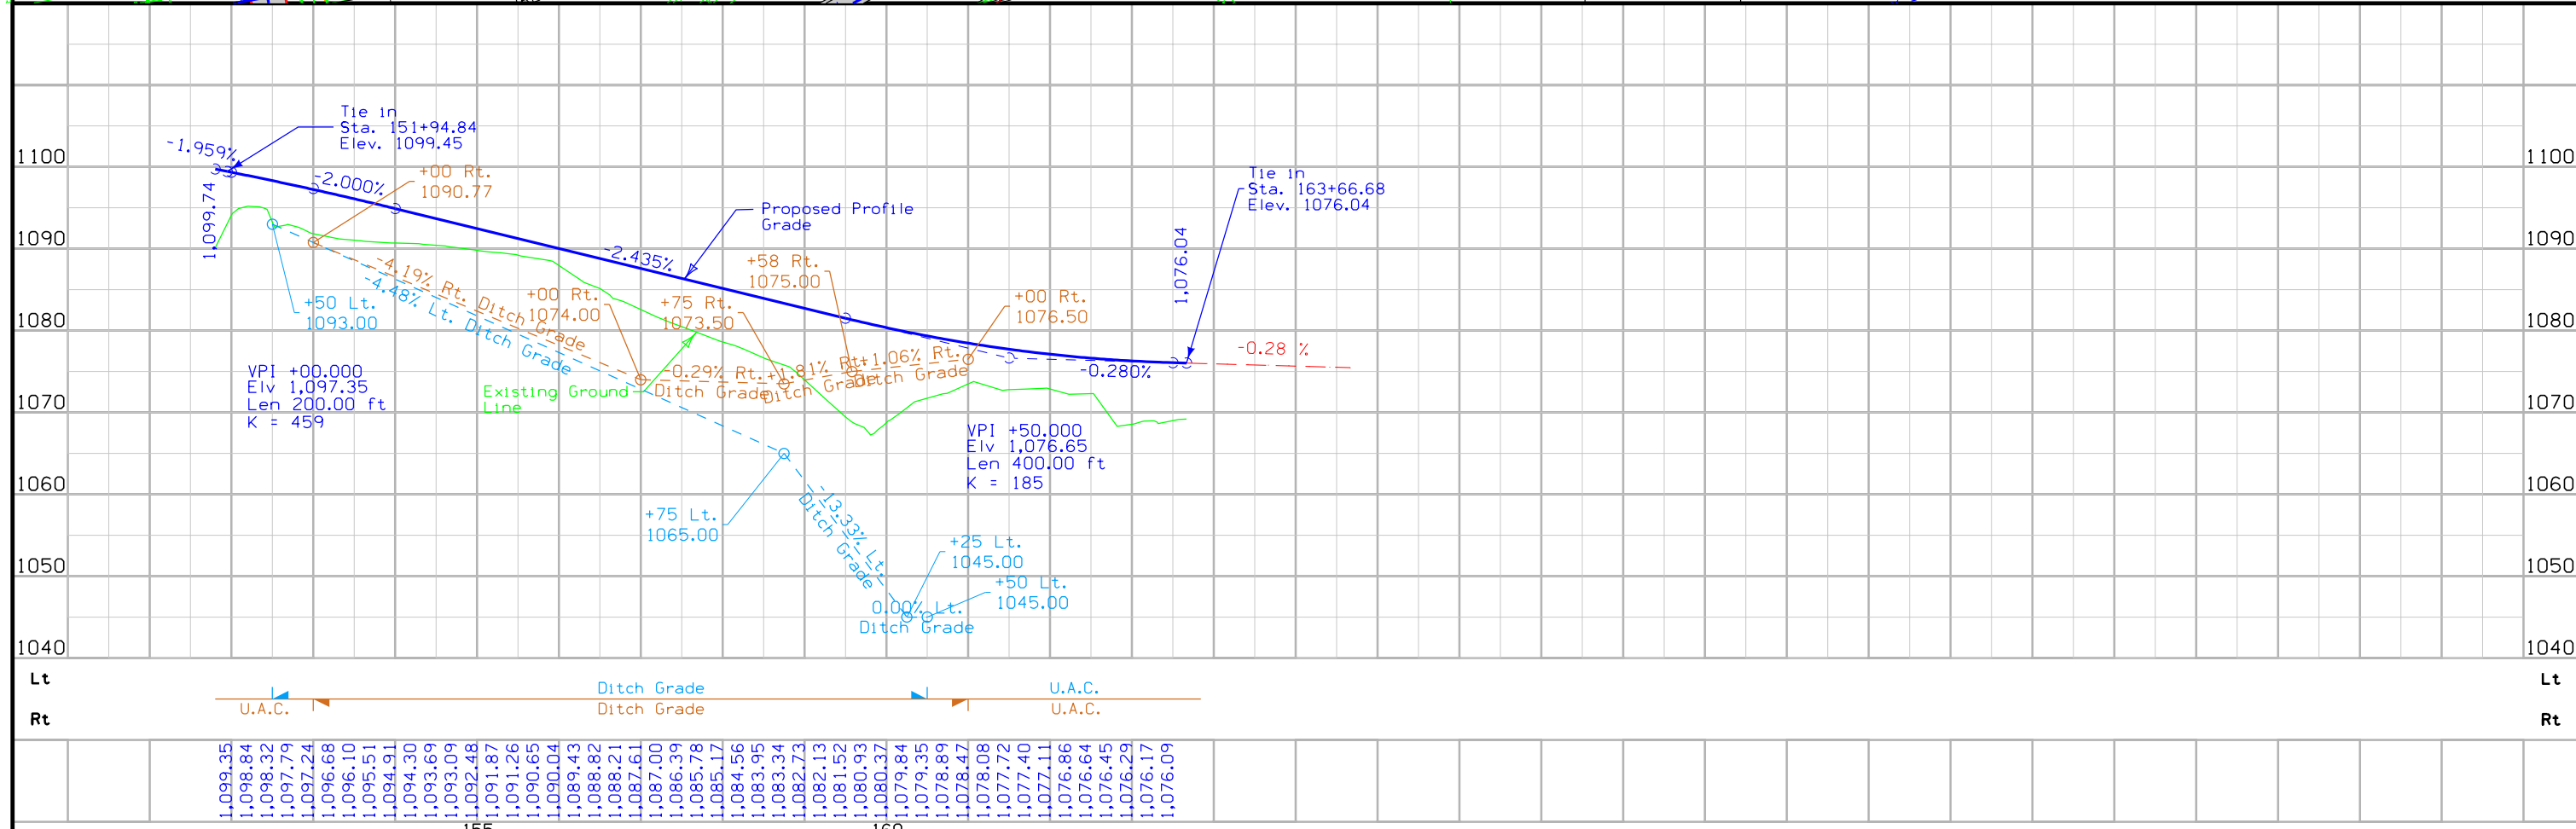 Tie in
Sta. 151+94.84
Elev. 1099.45
-1.959%
1,099.74
-2.000%
+00 Rt.
1090.77
Proposed Profile
Grade
-2.435%
+58 Rt.
1075.00
Tie in
Sta. 163+66.68
Elev. 1076.04
1,076.04
-0.28 %
-0.280%
+50 Lt.
1093.00
-4.19% Rt. Ditch Grade
-4.48% Lt. Ditch Grade
+00 Rt.
1074.00
+75 Rt.
1073.50
+00 Rt.
1076.50
-0.29% Rt.
Ditch Grade
+1.81% Rt.
Ditch Grade
+1.06% Rt.
Ditch Grade
Existing Ground
Line
VPI +00.000
Elv 1,097.35
Len 200.00 ft
K = 459
VPI +50.000
Elv 1,076.65
Len 400.00 ft
K = 185
+75 Lt.
1065.00
-13.33% Lt.
Ditch Grade
+25 Lt.
1045.00
+50 Lt.
1045.00
0.00% Lt.
Ditch Grade
1100
1090
1080
1070
1060
1050
1040
1100
1090
1080
1070
1060
1050
1040
Lt
Rt
Lt
Rt
Ditch Grade
U.A.C.
U.A.C.
Ditch Grade
U.A.C.
1,099.35
1,098.84
1,098.32
1,097.79
1,097.24
1,096.68
1,096.10
1,095.51
1,094.91
1,094.30
1,093.69
1,093.09
1,092.48
1,091.87
1,091.26
1,090.65
1,090.04
1,089.43
1,088.82
1,088.21
1,087.61
1,087.00
1,086.39
1,085.78
1,085.17
1,084.56
1,083.95
1,083.34
1,082.73
1,082.13
1,081.52
1,080.93
1,080.37
1,079.84
1,079.35
1,078.89
1,078.47
1,078.08
1,077.72
1,077.40
1,077.11
1,076.86
1,076.64
1,076.45
1,076.29
1,076.17
1,076.09
155
160